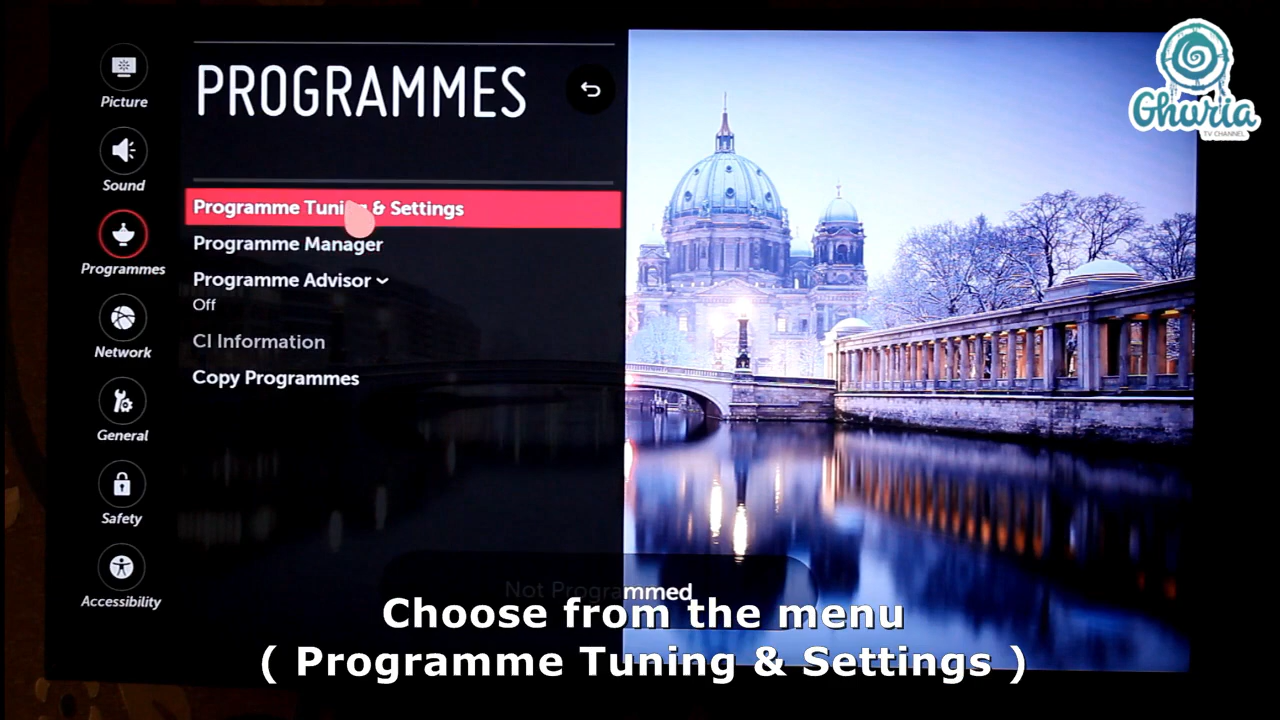 Picture
Sound
Programmes
Network
General
Safety
Accessibility
PROGRAMMES
Programme Tuning & Settings
Programme Manager
Programme Advisor
Off
CI Information
Copy Programmes
Ghuria
TV CHANNEL
Not Programmed
Choose from the menu
( Programme Tuning & Settings )